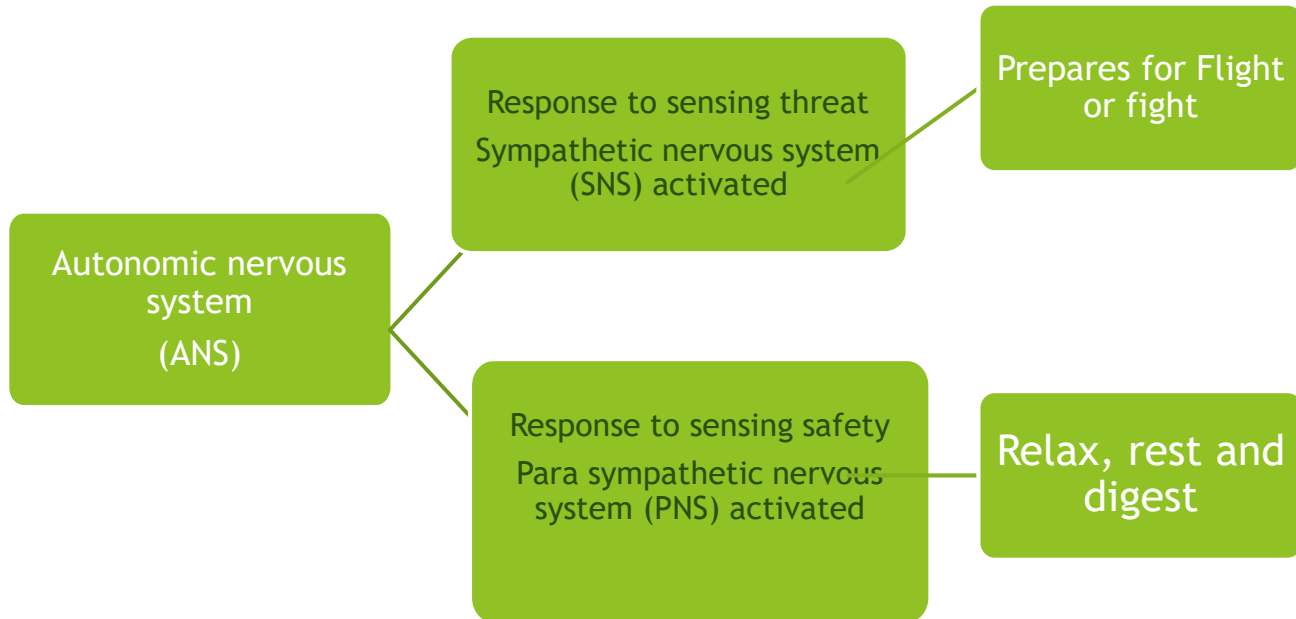 Autonomic nervous
system
(ANS)
Response to sensing threat
Sympathetic nervous system
(SNS) activated
Prepares for Flight
or fight
Response to sensing safety
Para sympathetic nervous
system (PNS) activated
Relax, rest and
digest